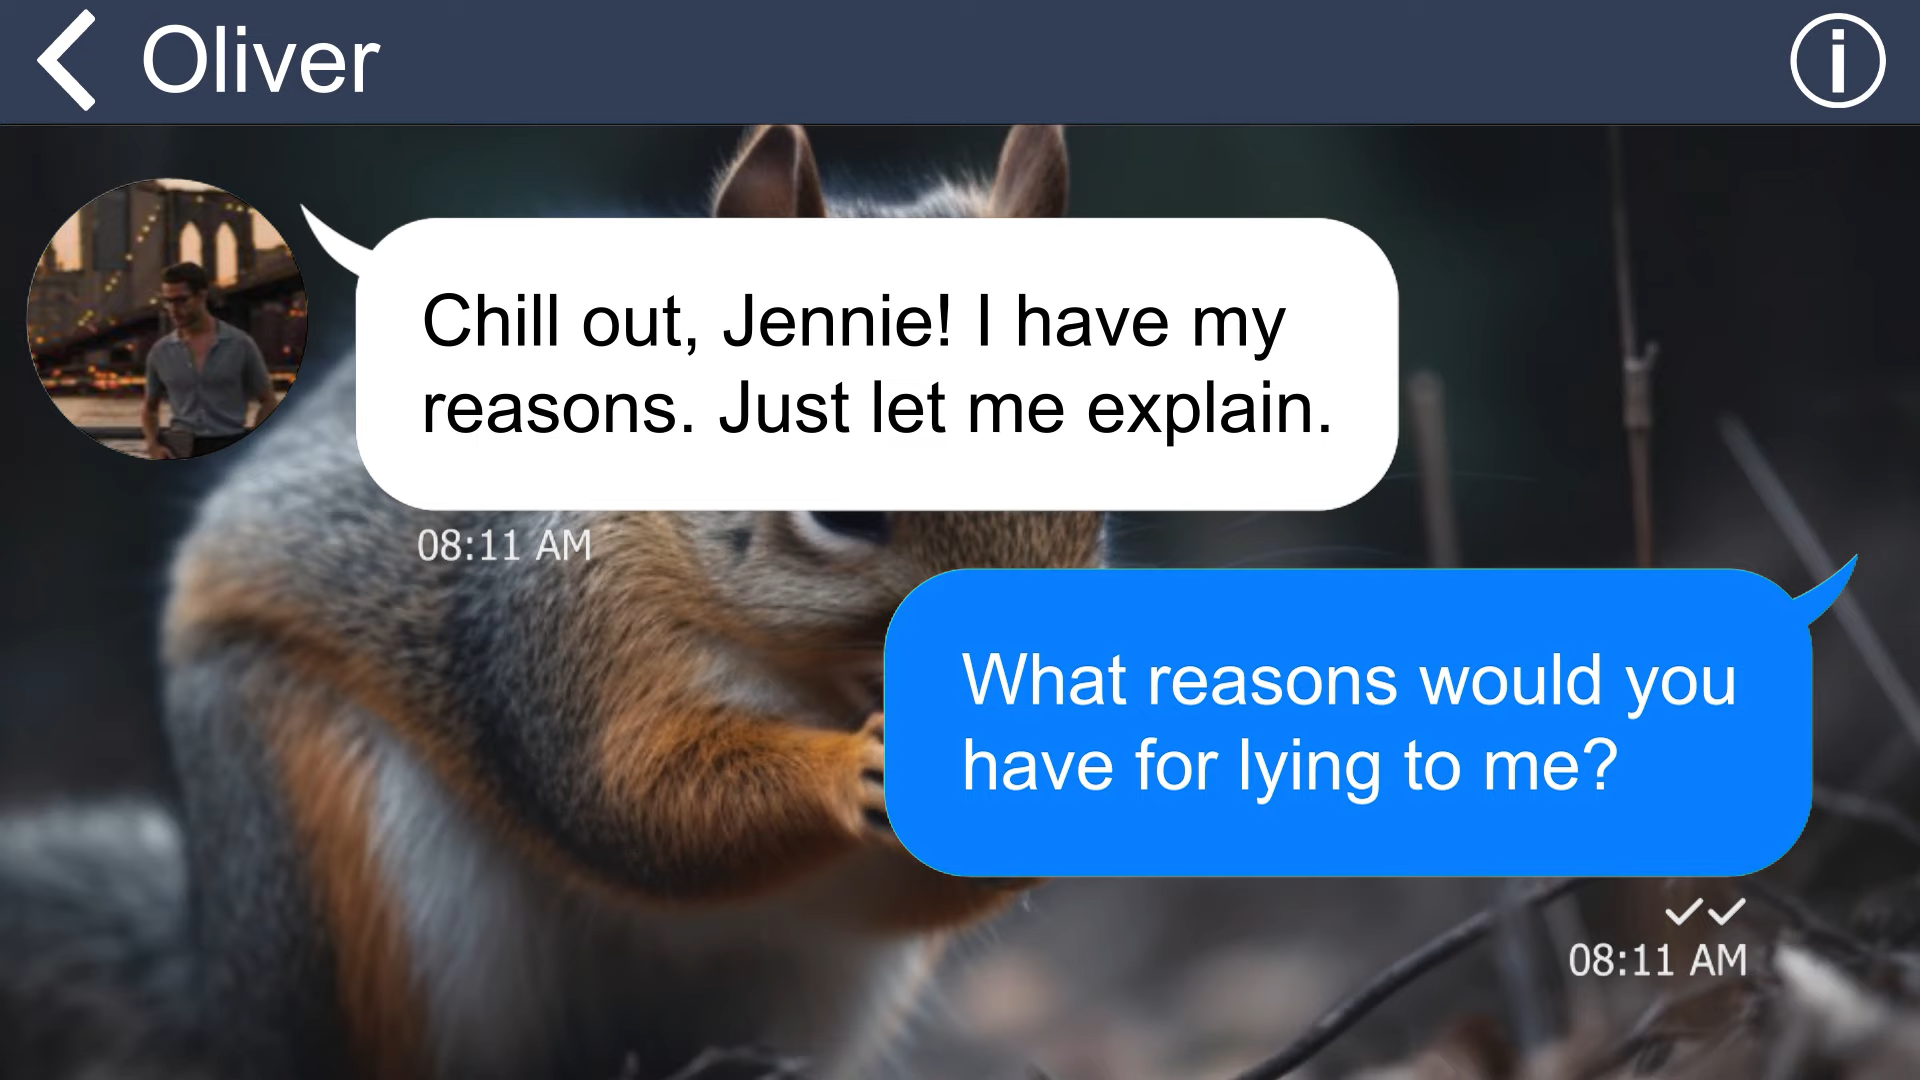 Oliver
Chill out, Jennie! I have my
reasons. Just let me explain.
08:11 AM
What reasons would you
have for lying to me?
08:11 AM